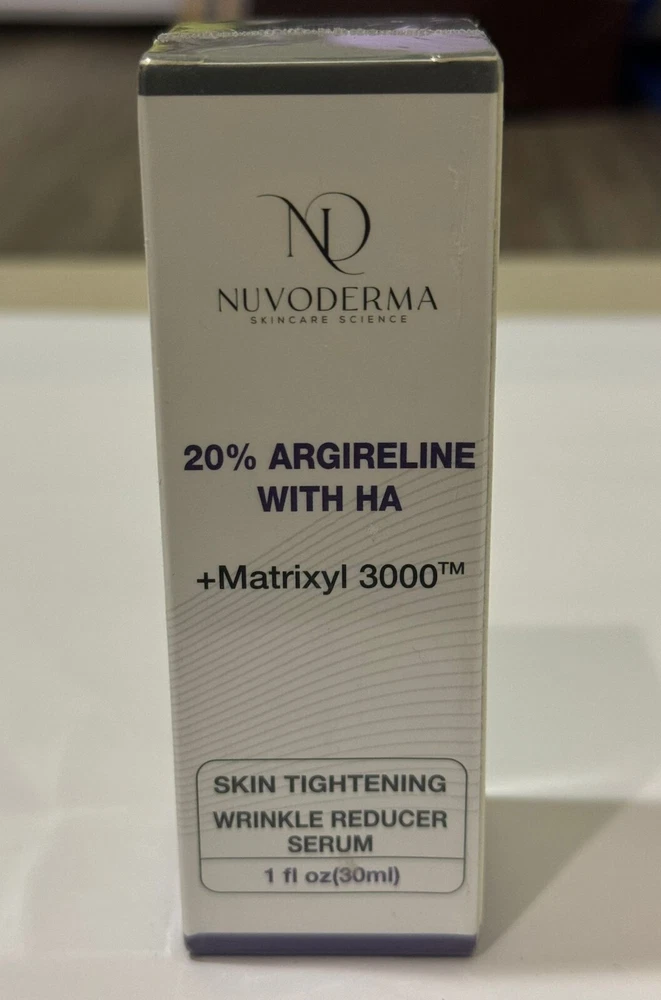 ND
NUVODERMA
SKINCARE SCIENCE
20% ARGIRELINE
WITH HA
+Matrixyl 3000™
SKIN TIGHTENING
WRINKLE REDUCER
SERUM
1 fl oz(30ml)